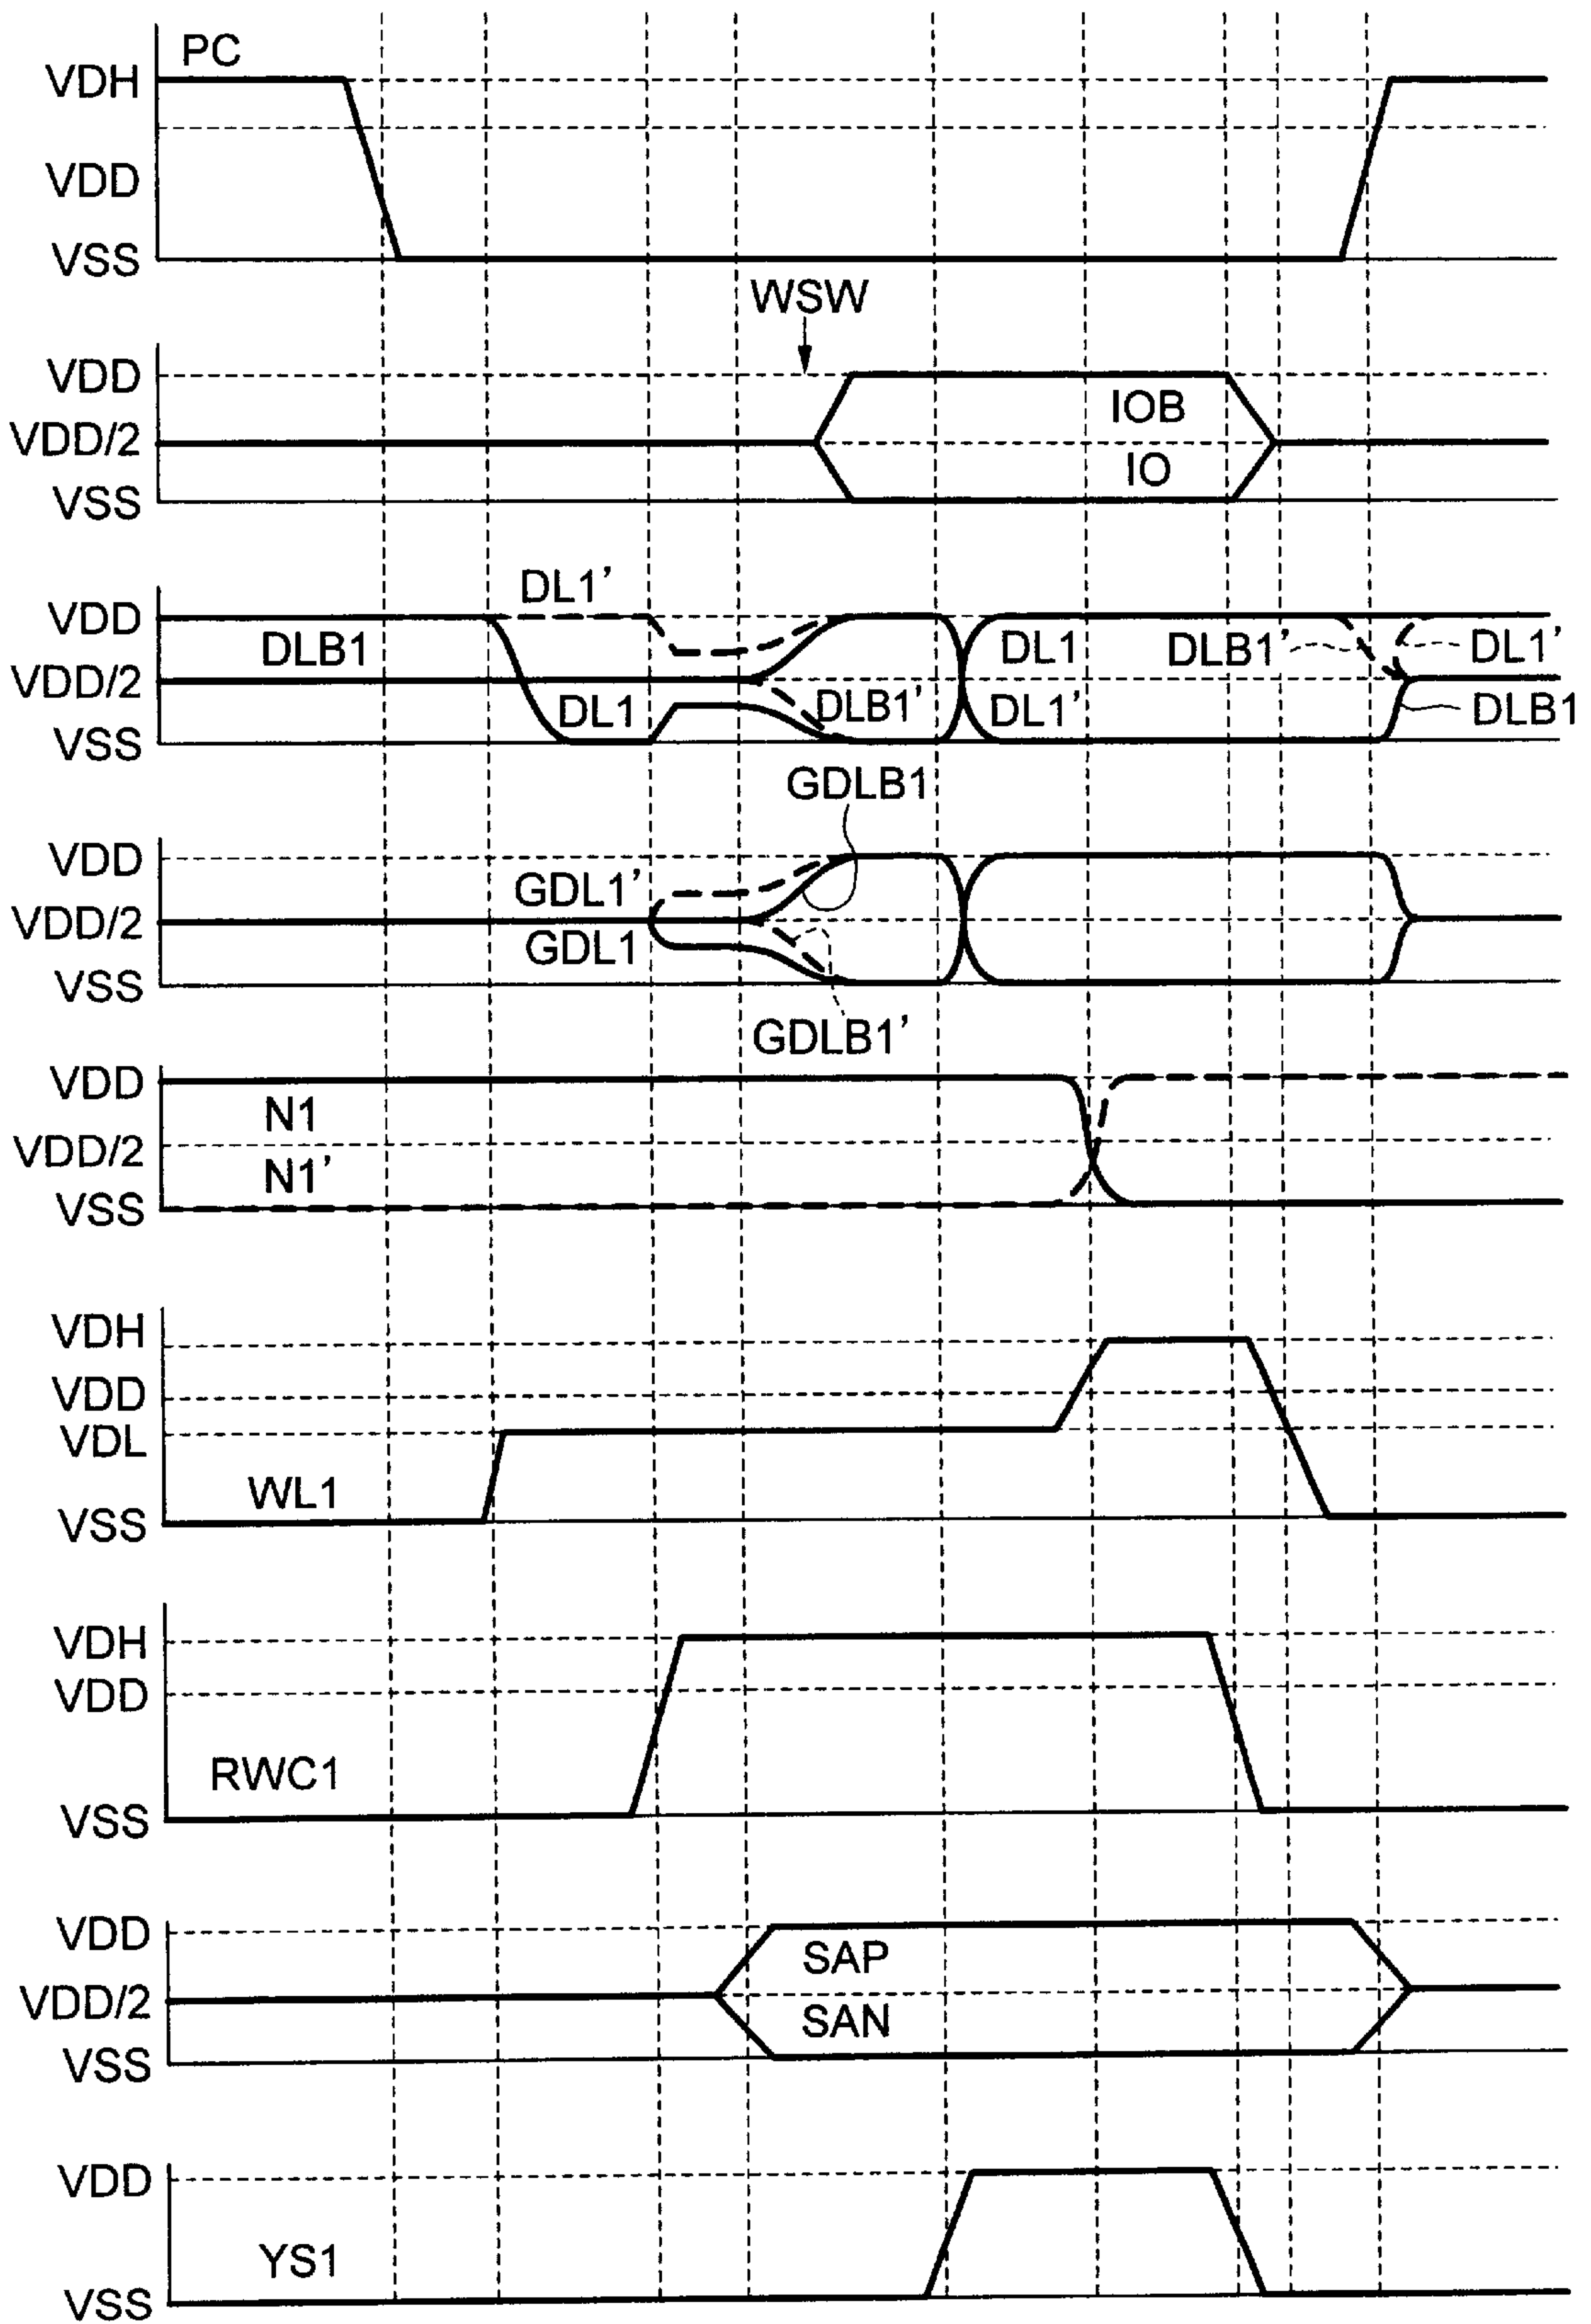 PC
VDH
VDD
VSS
WSW
VDD
IOB
VDD/2
IO
VSS
DL1’
VDD
DLB1
DL1
DLB1’
DL1’
VDD/2
DL1
DLB1’
DL1’
DLB1
VSS
GDLB1
VDD
GDL1’
VDD/2
GDL1
VSS
GDLB1’
VDD
N1
VDD/2
N1’
VSS
VDH
VDD
VDL
WL1
VSS
VDH
VDD
RWC1
VSS
VDD
SAP
VDD/2
SAN
VSS
VDD
YS1
VSS